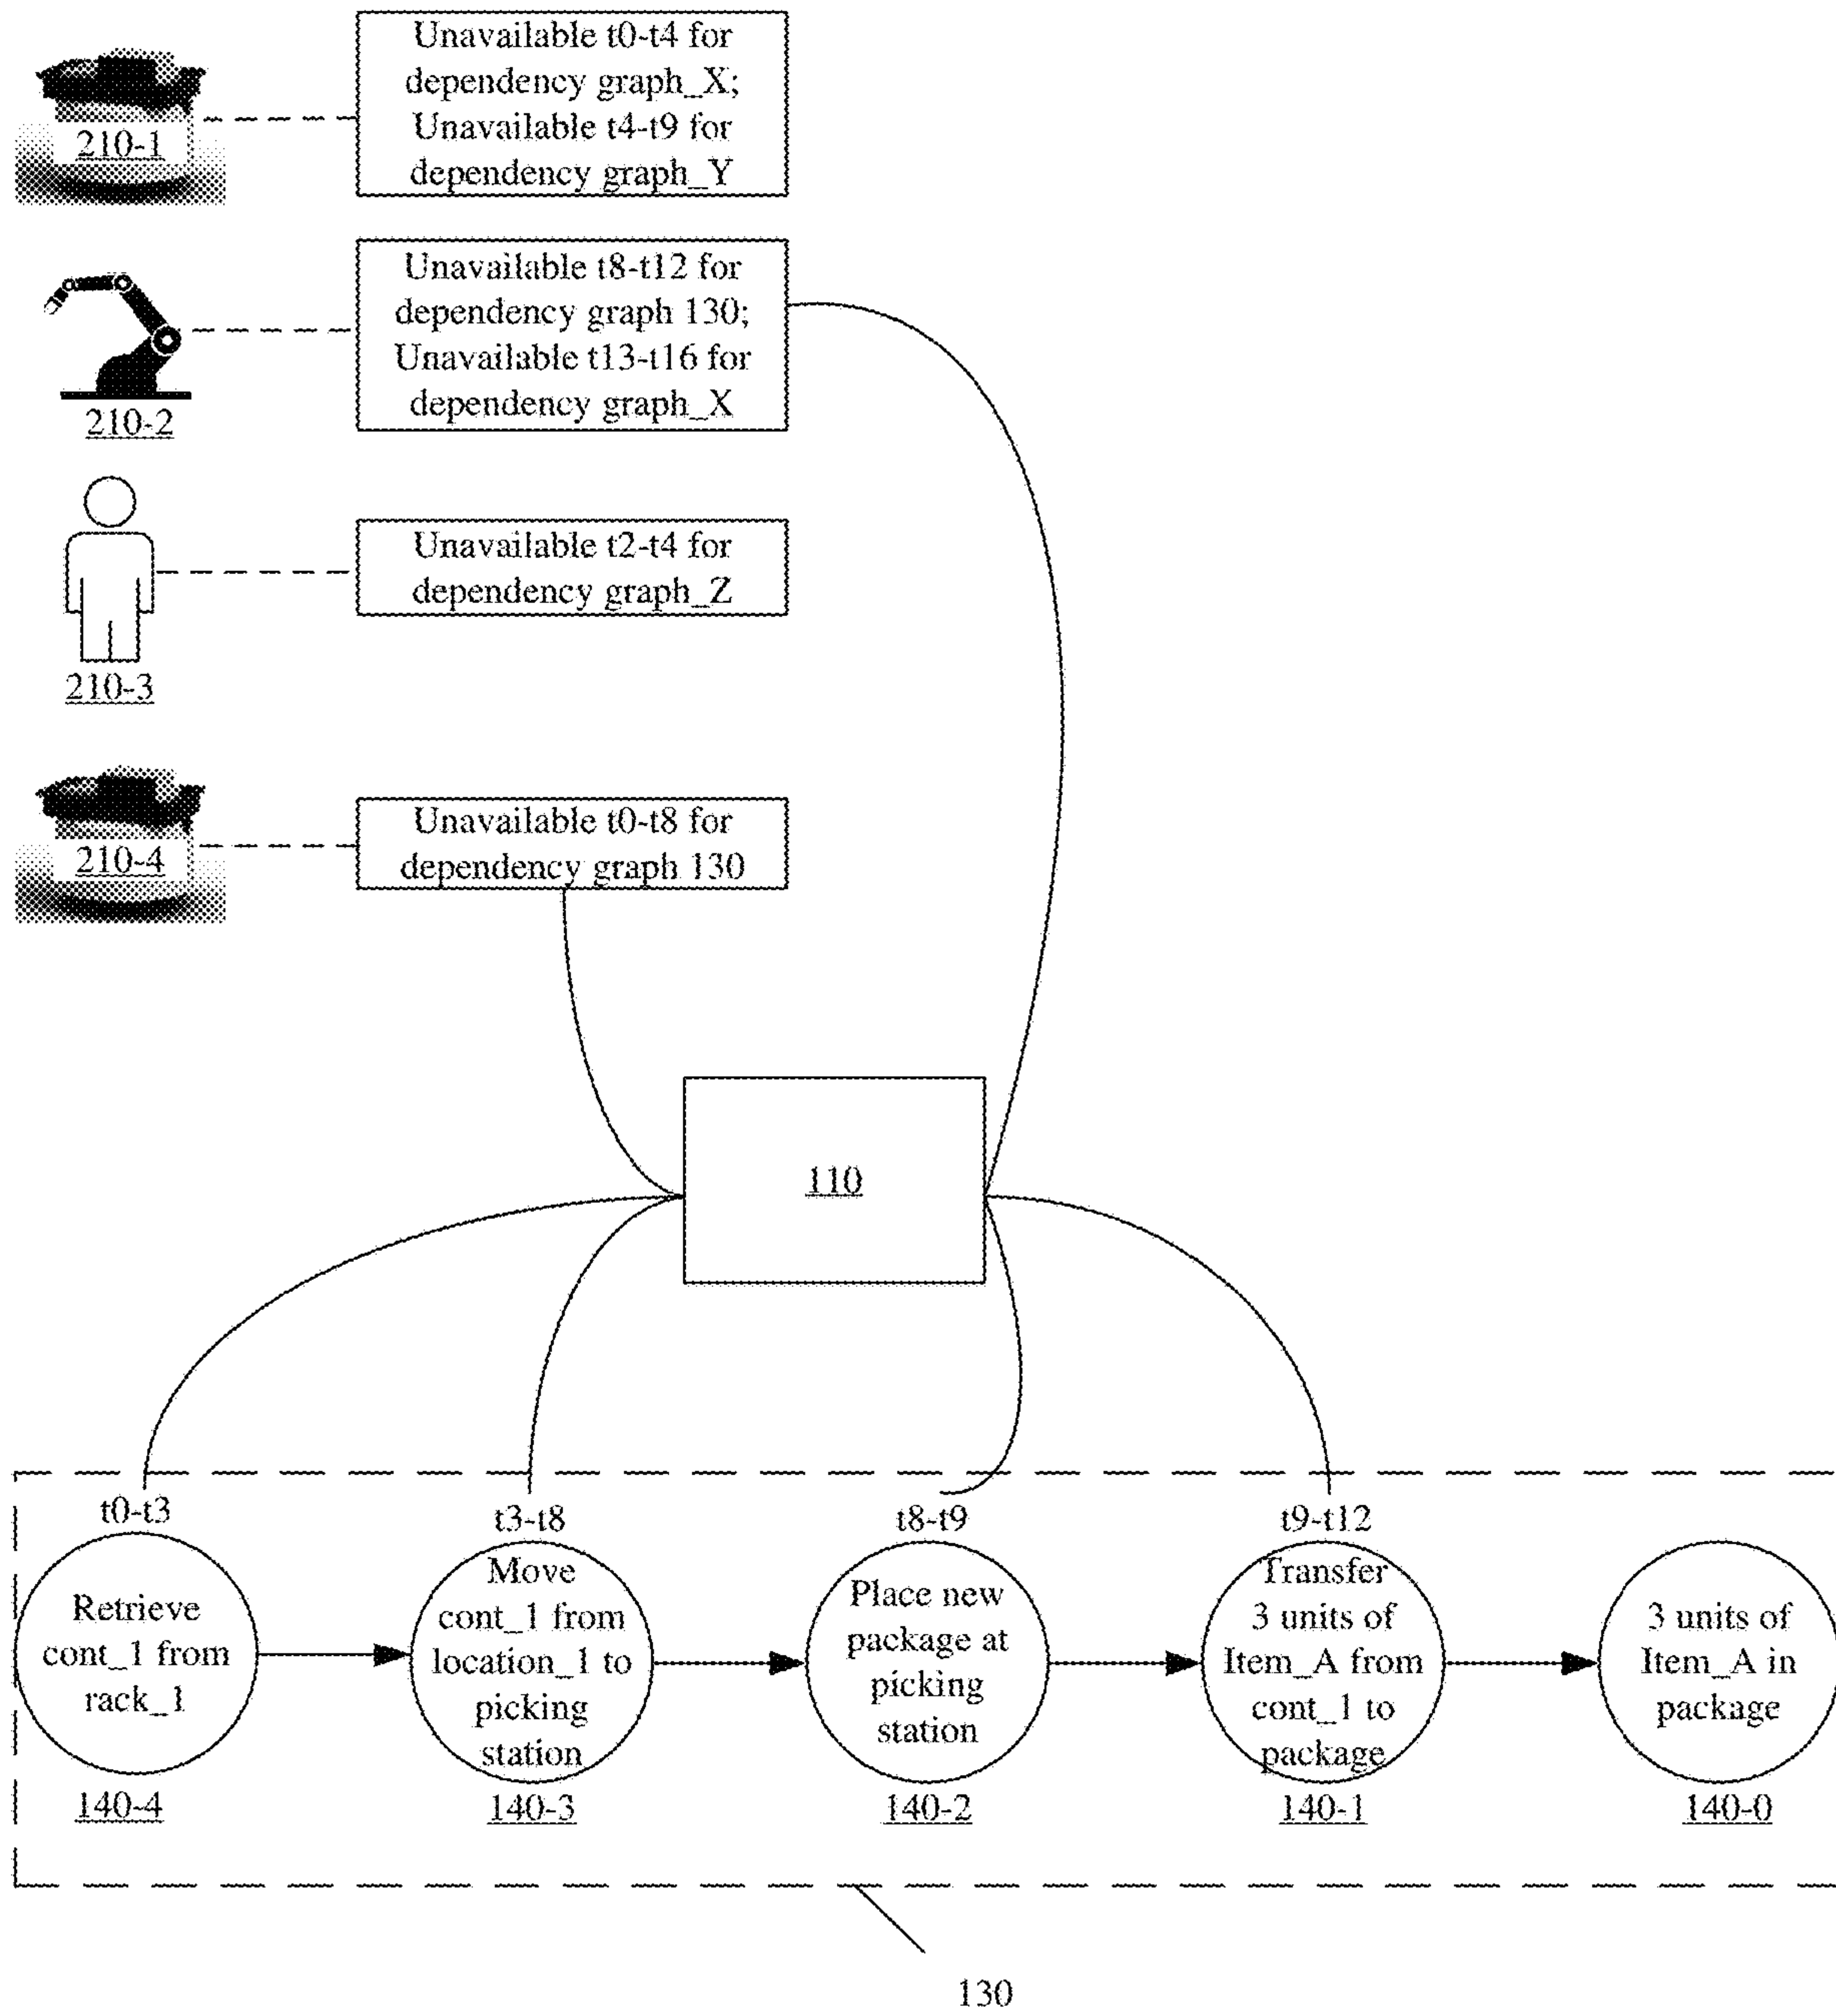 Unavailable t0-t4 for
dependency graph_X;
Unavailable t4-t9 for
dependency graph_Y
210-1
Unavailable t8-t12 for
dependency graph 130;
Unavailable t13-t16 for
dependency graph_X
210-2
Unavailable t2-t4 for
dependency graph_Z
210-3
Unavailable t0-t8 for
dependency graph 130
210-4
110
t0-t3
Retrieve
cont_1 from
rack_1
140-4
t3-t8
Move
cont_1 from
location_1 to
picking
station
140-3
t8-t9
Place new
package at
picking
station
140-2
t9-t12
Transfer
3 units of
Item_A from
cont_1 to
package
140-1
3 units of
Item_A in
package
140-0
130